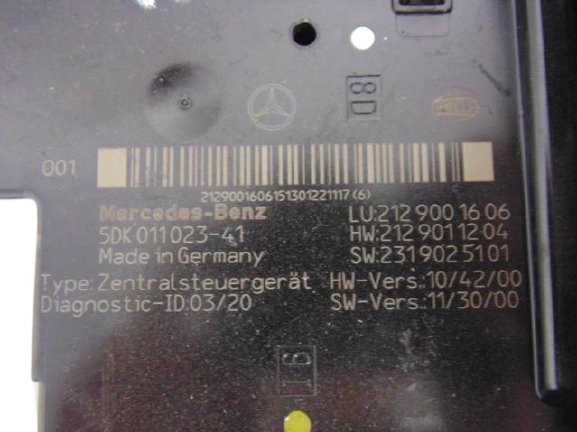 18D
HELLA
001
2129001606151301221117(6)
Mercedes-Benz LU:212 900 16 06
5DK 011 023-41 HW:212 901 12 04
Made in Germany SW:231 902 51 01
Type:Zentralsteuergerät HW-Vers.:10/42/00
Diagnostic-ID:03/20 SW-Vers.:11/30/00